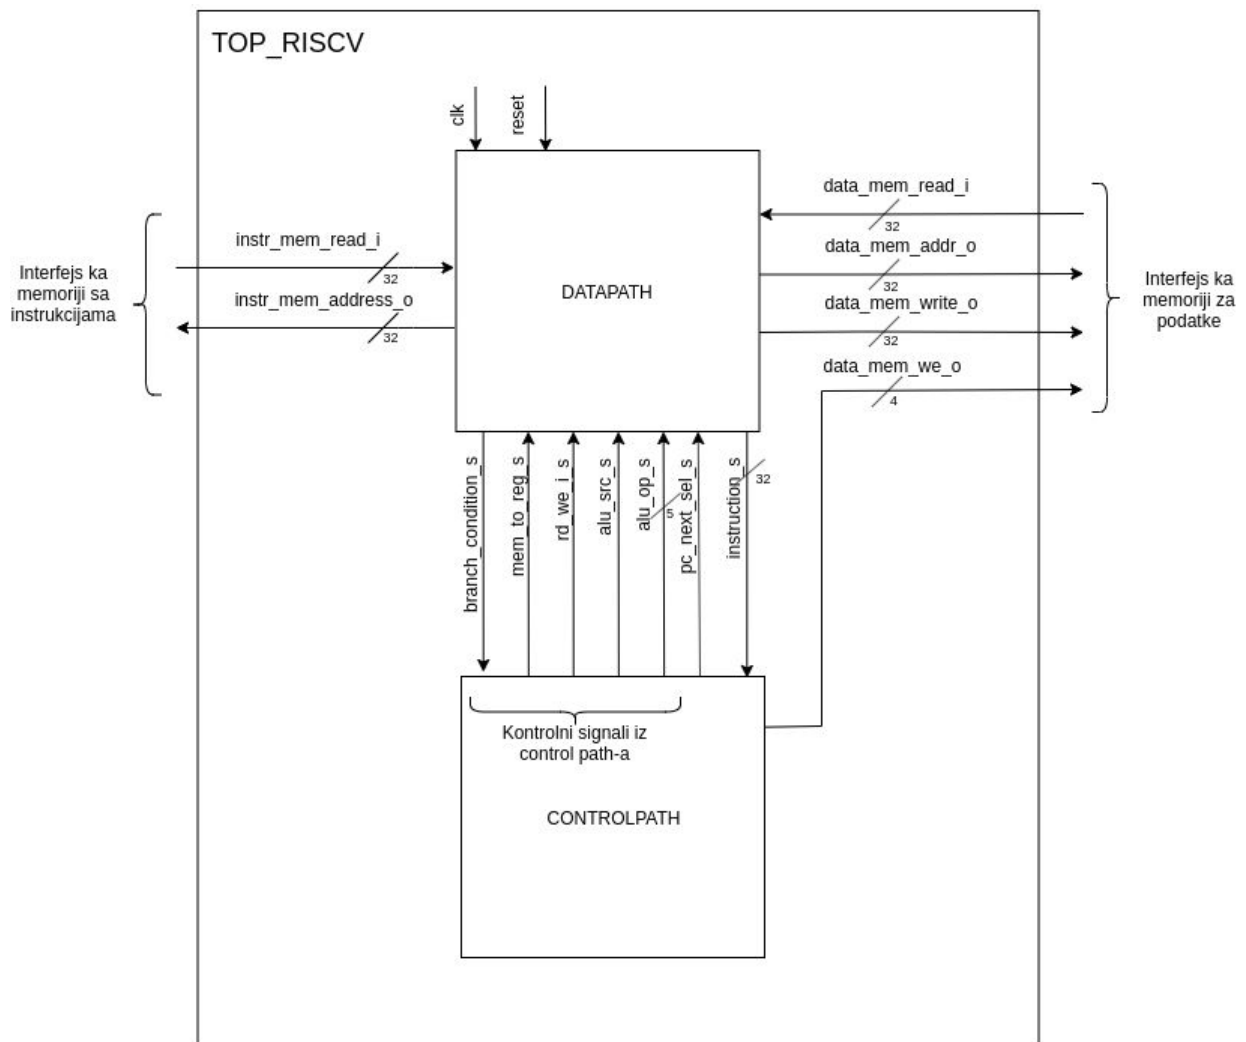 TOP_RISCV
clk
reset
data_mem_read_i
32
instr_mem_read_i
32
data_mem_addr_o
32
Interfejs ka
memoriji sa
instrukcijama
DATAPATH
Interfejs ka
memoriji za
podatke
instr_mem_address_o
32
data_mem_write_o
32
data_mem_we_o
4
branch_condition_s
mem_to_reg_s
rd_we_i_s
alu_src_s
alu_op_s
5
pc_next_sel_s
instruction_s
32
Kontrolni signali iz
control path-a
CONTROLPATH